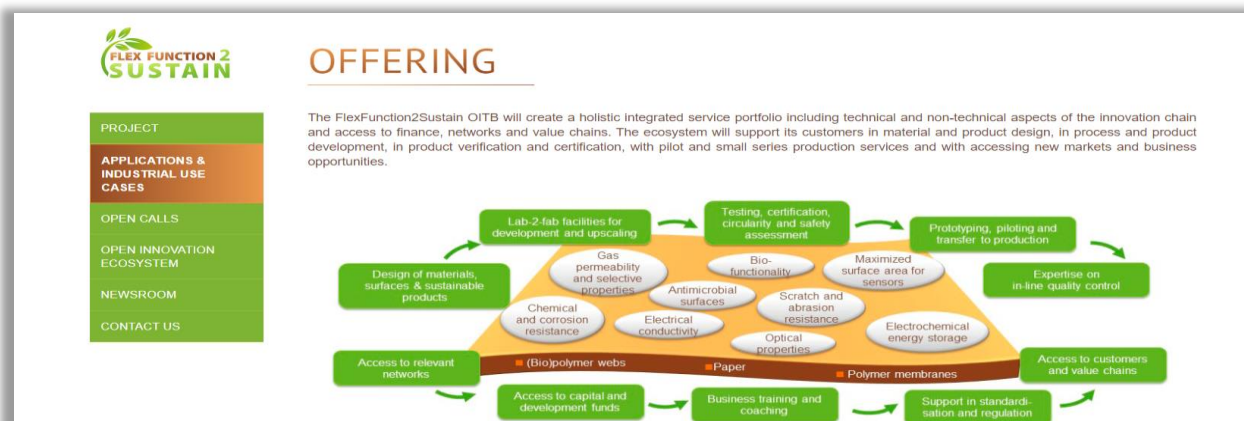 FLEX FUNCTION 2
SUSTAIN
OFFERING
PROJECT
APPLICATIONS &
INDUSTRIAL USE
CASES
OPEN CALLS
OPEN INNOVATION
ECOSYSTEM
NEWSROOM
CONTACT US
The FlexFunction2Sustain OITB will create a holistic integrated service portfolio including technical and non-technical aspects of the innovation chain
and access to finance, networks and value chains. The ecosystem will support its customers in material and product design, in process and product
development, in product verification and certification, with pilot and small series production services and with accessing new markets and business
opportunities.
Design of materials,
surfaces & sustainable
products
Lab-2-fab facilities for
development and upscaling
Testing, certification,
circularity and safety
assessment
Prototyping, piloting and
transfer to production
Expertise on
in-line quality control
Gas
permeability
and selective
properties
Bio-
functionality
Maximized
surface area for
sensors
Antimicrobial
surfaces
Scratch and
abrasion
resistance
Chemical
and corrosion
resistance
Electrical
conductivity
Optical
properties
Electrochemical
energy storage
(Bio)polymer webs
Paper
Polymer membranes
Access to relevant
networks
Access to capital and
development funds
Business training and
coaching
Support in standardi-
sation and regulation
Access to customers
and value chains